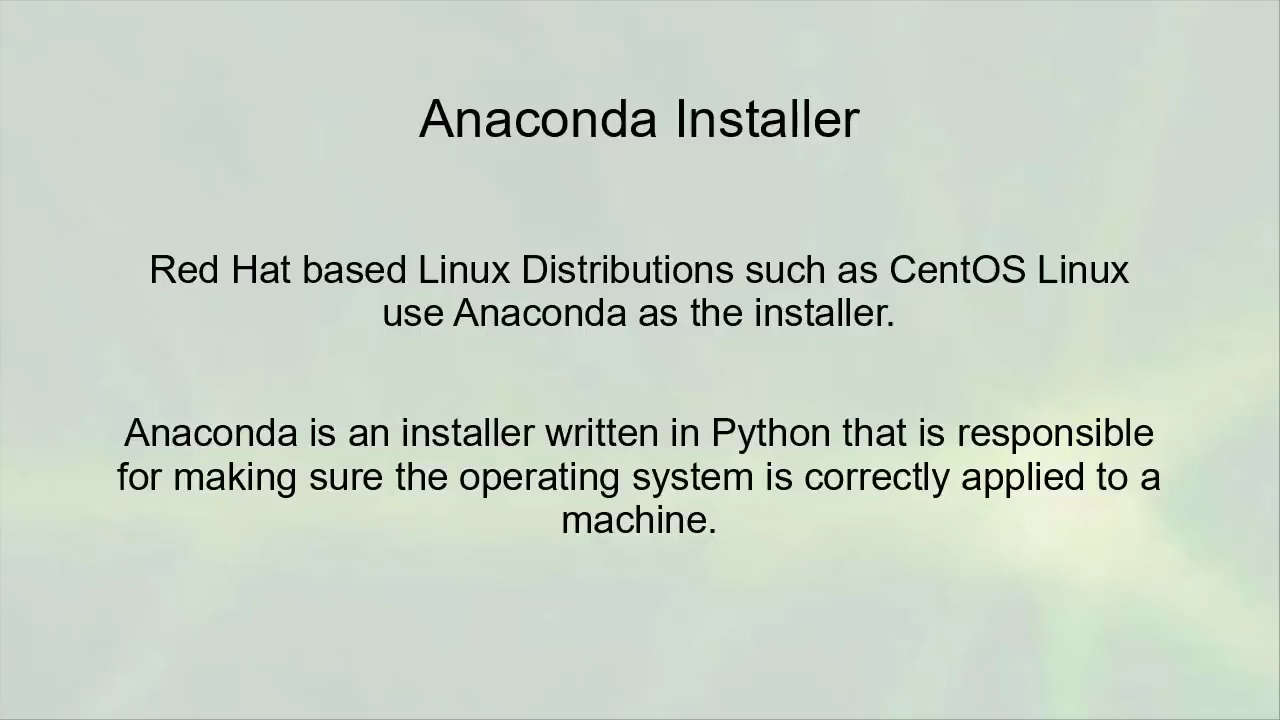 Anaconda Installer
Red Hat based Linux Distributions such as CentOS Linux
use Anaconda as the installer.
Anaconda is an installer written in Python that is responsible
for making sure the operating system is correctly applied to a
machine.